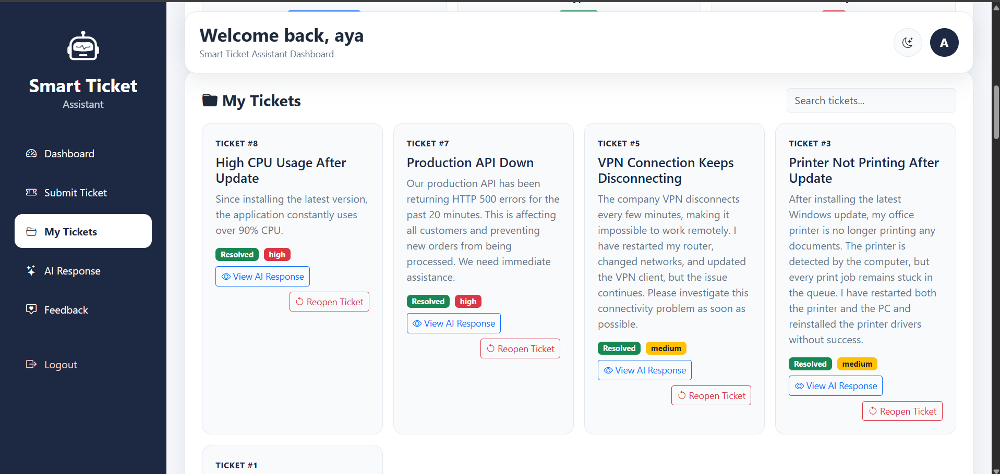 Smart Ticket
Assistant
Dashboard
Submit Ticket
My Tickets
AI Response
Feedback
Logout
Welcome back, aya
Smart Ticket Assistant Dashboard
A
My Tickets
Search tickets...
TICKET #8
High CPU Usage After
Update
Since installing the latest version,
the application constantly uses
over 90% CPU.
Resolved high
View AI Response
Reopen Ticket
TICKET #7
Production API Down
Our production API has been
returning HTTP 500 errors for the
past 20 minutes. This is affecting
all customers and preventing
new orders from being
processed. We need immediate
assistance.
Resolved high
View AI Response
Reopen Ticket
TICKET #5
VPN Connection Keeps
Disconnecting
The company VPN disconnects
every few minutes, making it
impossible to work remotely. I
have restarted my router,
changed networks, and updated
the VPN client, but the issue
continues. Please investigate this
connectivity problem as soon as
possible.
Resolved medium
View AI Response
Reopen Ticket
TICKET #3
Printer Not Printing After
Update
After installing the latest
Windows update, my office
printer is no longer printing any
documents. The printer is
detected by the computer, but
every print job remains stuck in
the queue. I have restarted both
the printer and the PC and
reinstalled the printer drivers
without success.
Resolved medium
View AI Response
Reopen Ticket
TICKET #1